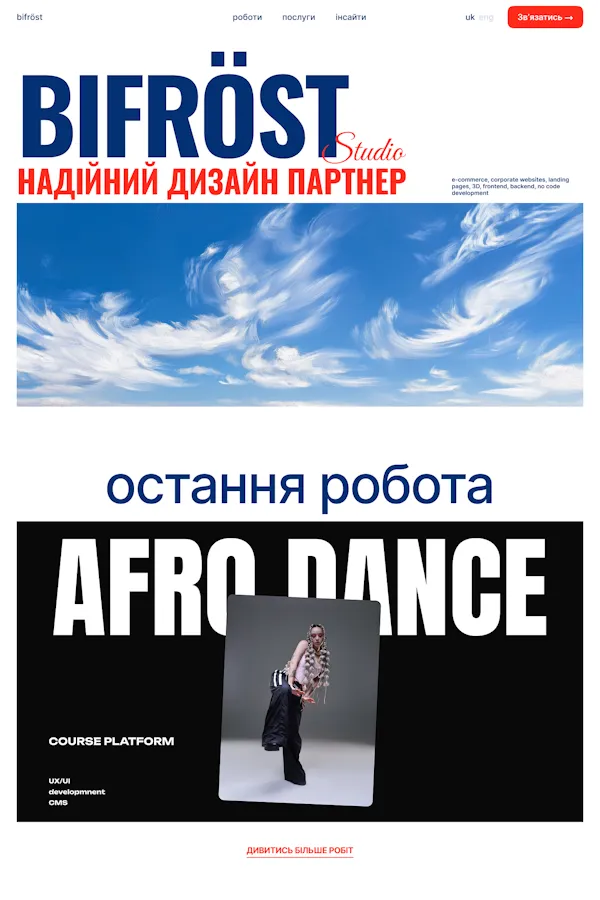 bifröst
роботи
послуги
інсайти
uk eng
Зв'язатись →
BIFRÖST
Studio
НАДІЙНИЙ ДИЗАЙН ПАРТНЕР
e-commerce, corporate websites, landing
pages, 3D, frontend, backend, no code
development
остання робота
AFRO DANCE
COURSE PLATFORM
UX/UI
developmnent
CMS
ДИВИТИСЬ БІЛЬШЕ РОБІТ